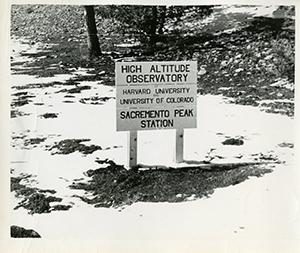 HIGH ALTITUDE
OBSERVATORY
HARVARD UNIVERSITY
UNIVERSITY OF COLORADO
SACREMENTO PEAK
STATION